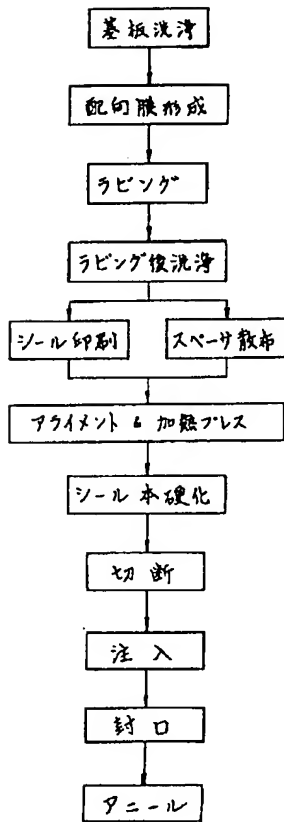 基板洗浄
配向膜形成
ラビング
ラビング後洗浄
シール印刷
スペーサ散布
アライメント & 加熱プレス
シール本硬化
切断
注入
封口
アニール